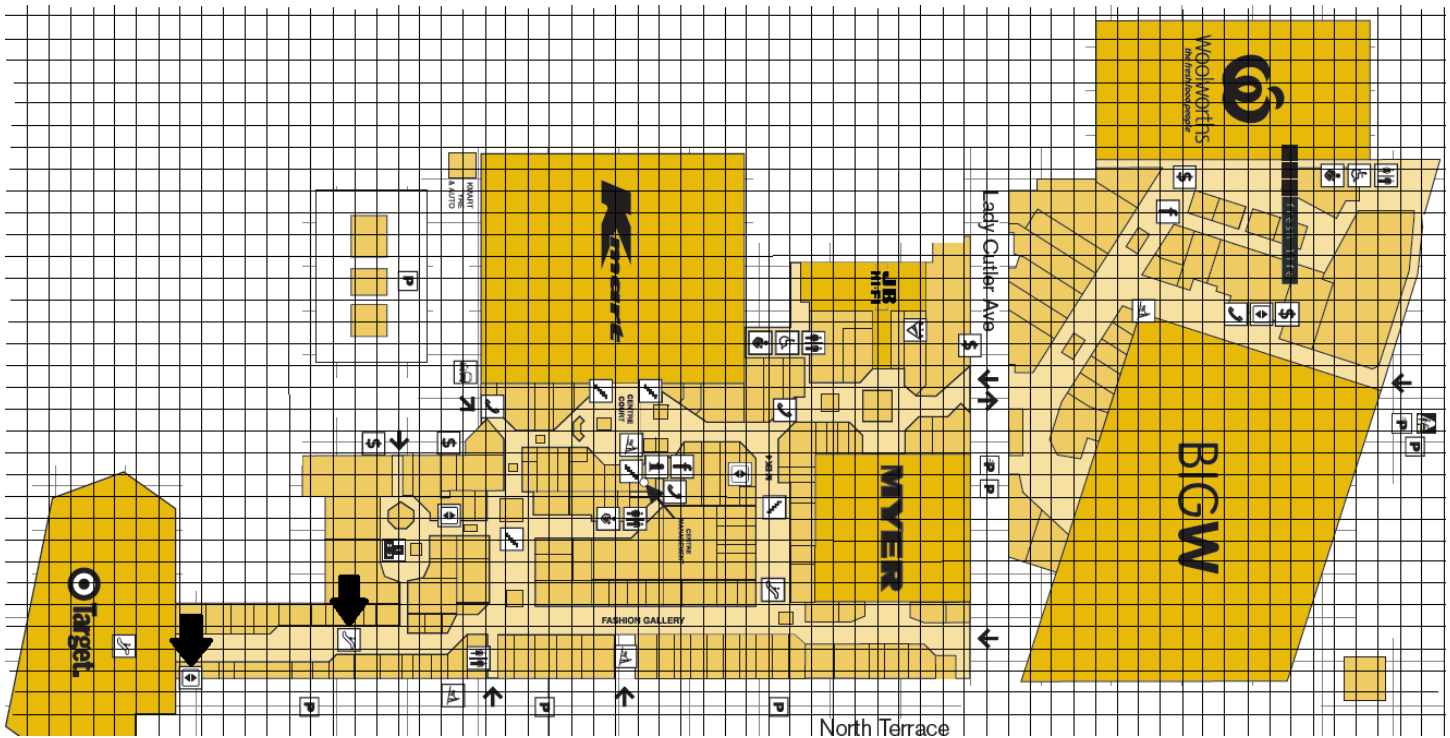 Woolworths
the fresh food people
KMART
TYRE
& AUTO
Kmart
Lady Cutler Ave
JB
HI-FI
CENTRE
COURT
MYER
BIGW
CENTRE
MANAGEMENT
Target.
FASHION GALLERY
North Terrace
P
P
P
P
P
P
P
P
$
$
$
$
$
f
f
i